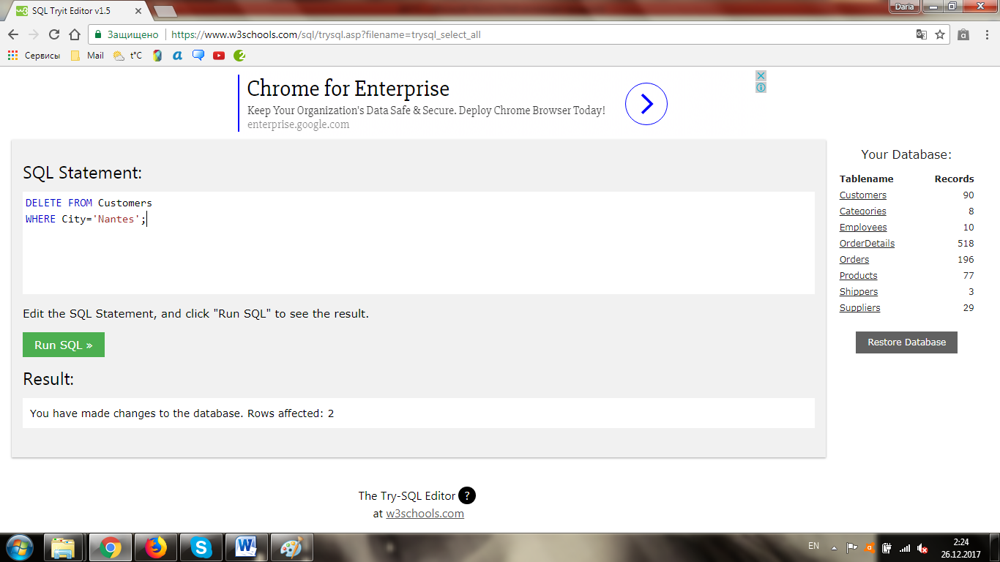 SQL Tryit Editor v1.5
Daria
Защищено
https://www.w3schools.com/sql/trysql.asp?filename=trysql_select_all
Сервисы Mail t°C
Chrome for Enterprise
Keep Your Organization's Data Safe & Secure. Deploy Chrome Browser Today!
enterprise.google.com
SQL Statement:
DELETE FROM Customers
WHERE City='Nantes';
Edit the SQL Statement, and click "Run SQL" to see the result.
Run SQL »
Result:
You have made changes to the database. Rows affected: 2
Your Database:
Tablename Records
Customers 90
Categories 8
Employees 10
OrderDetails 518
Orders 196
Products 77
Shippers 3
Suppliers 29
Restore Database
The Try-SQL Editor ?
at w3schools.com
EN
2:24
26.12.2017